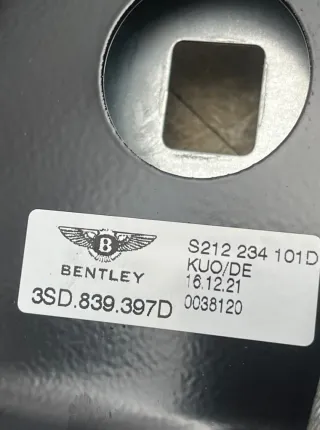 B
BENTLEY
3SD.839.397D
S212 234 101D
KUO/DE
16.12.21
0038120